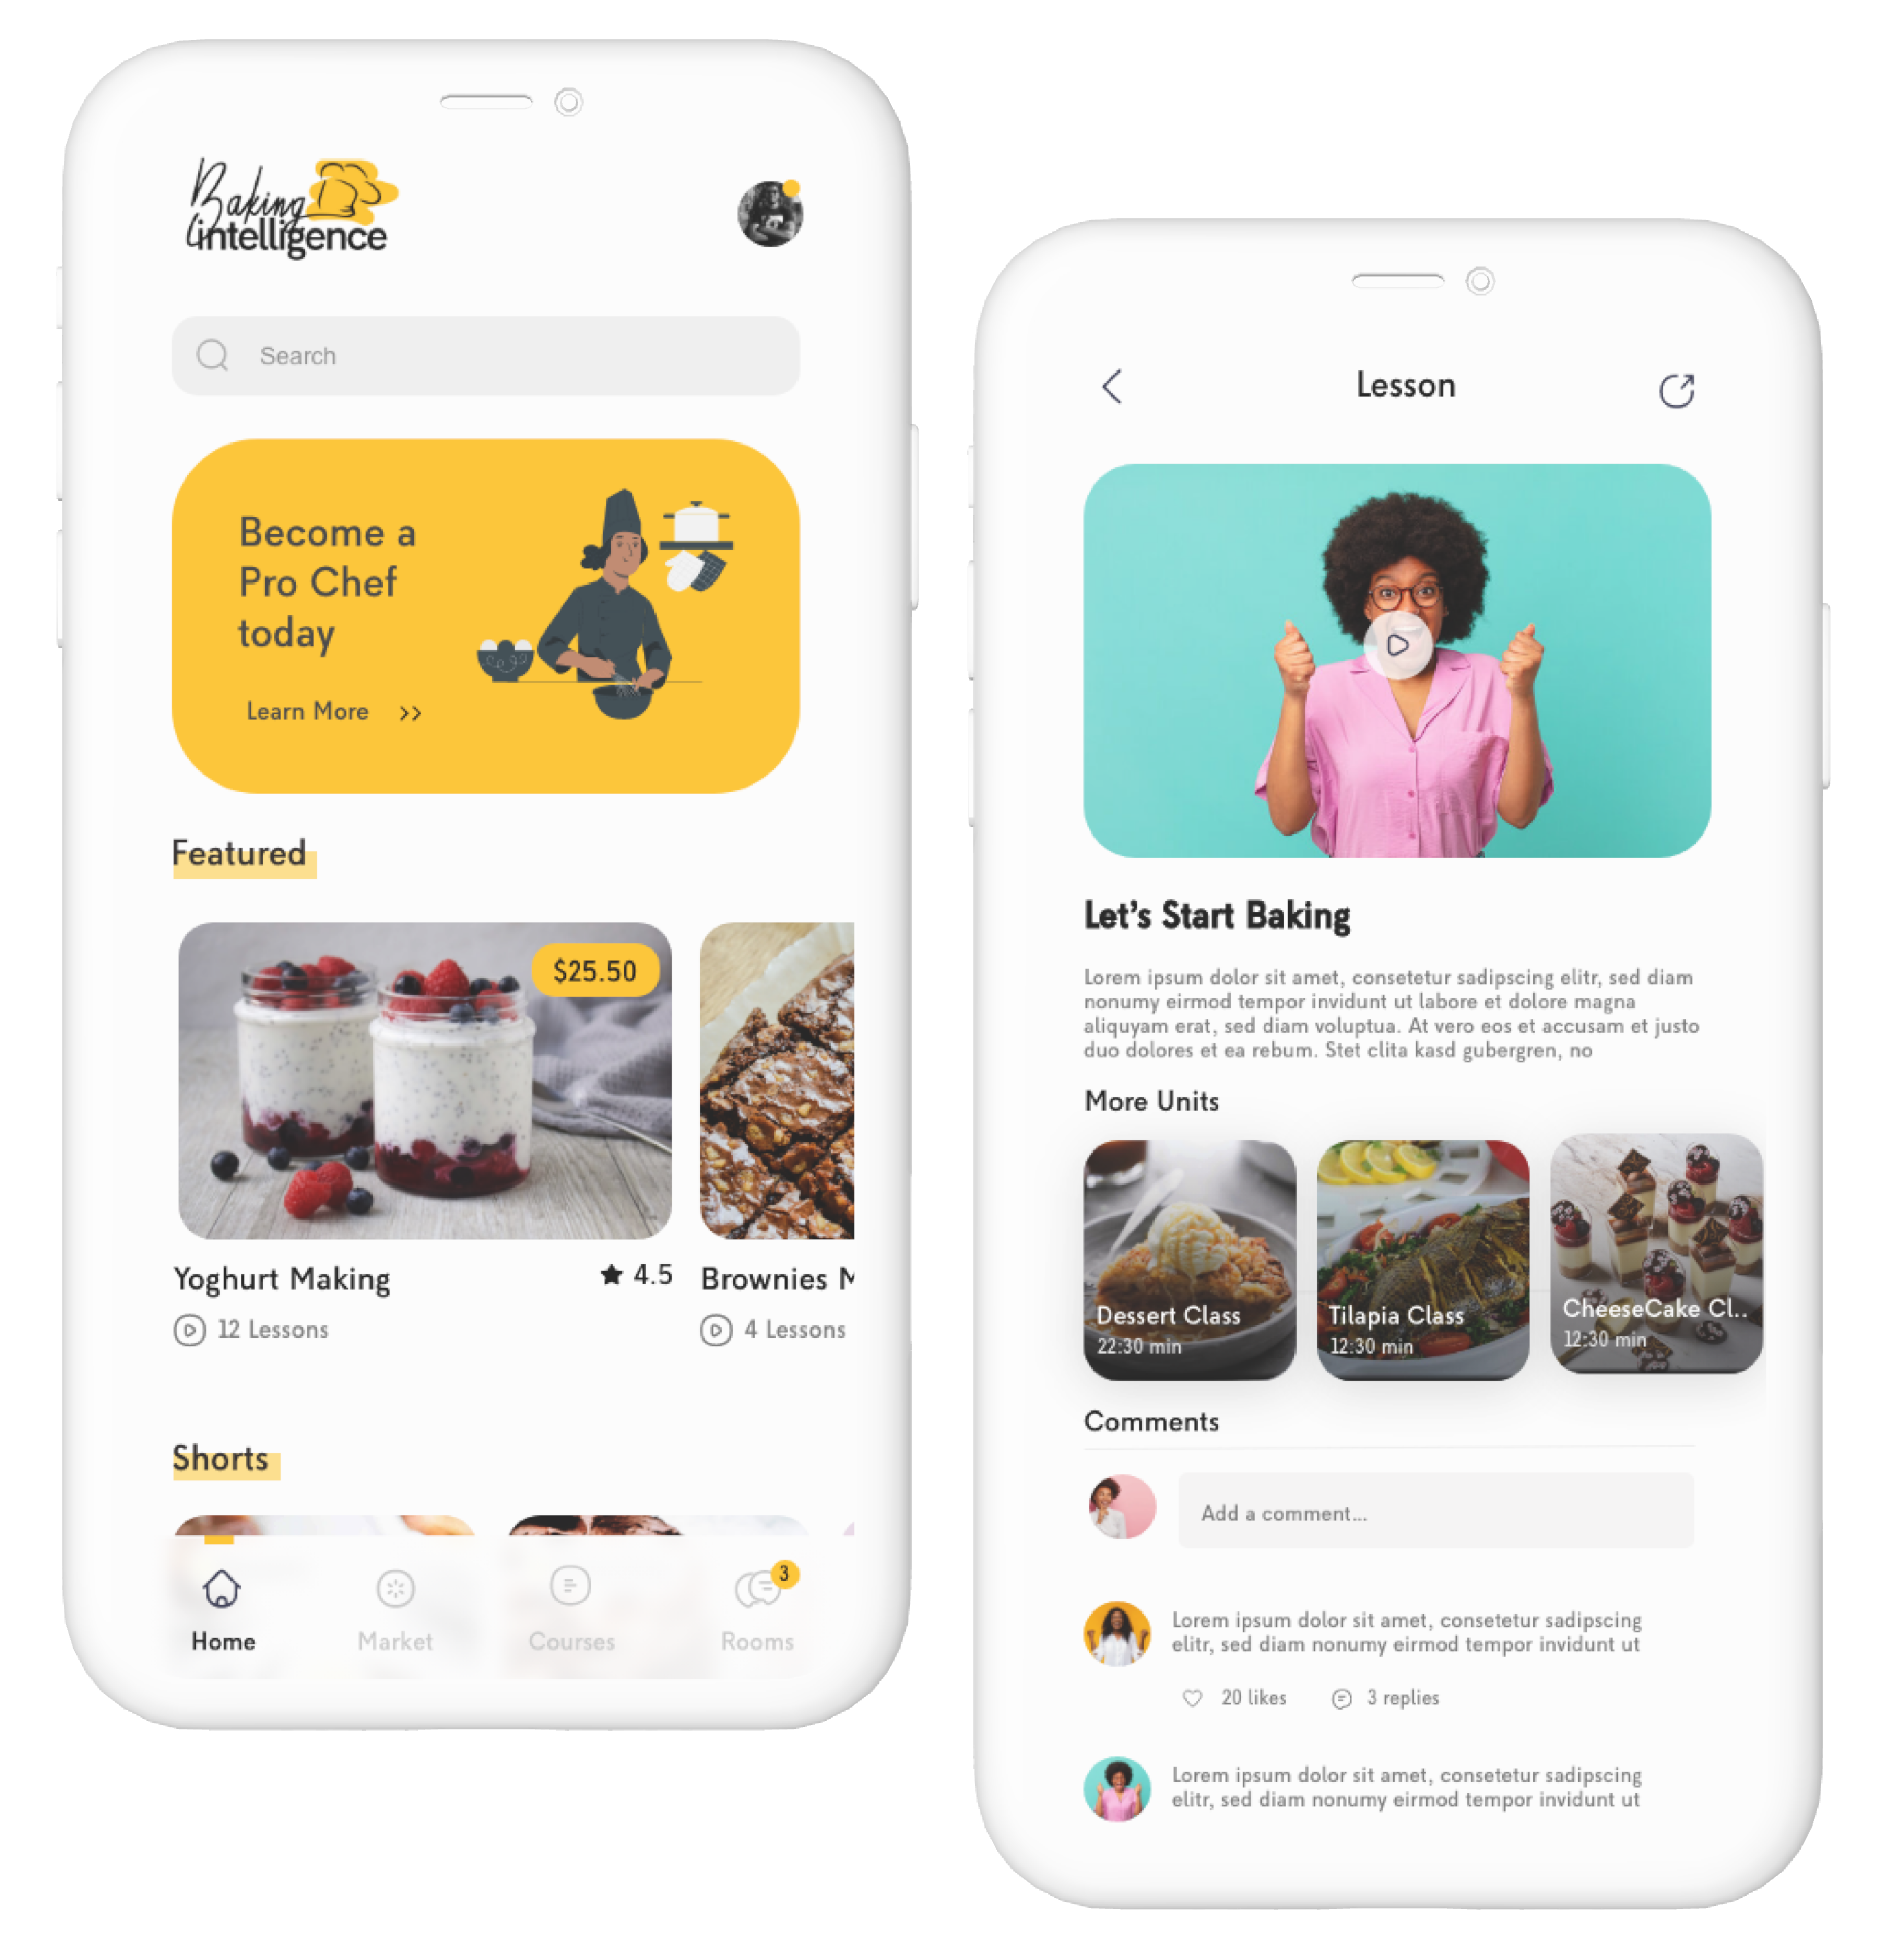 Baking
intelligence
Search
Become a
Pro Chef
today
Learn More >>
Featured
$25.50
Yoghurt Making
★ 4.5
Brownies M
12 Lessons
4 Lessons
Shorts
3
Home
Market
Courses
Rooms
Lesson
Let's Start Baking
Lorem ipsum dolor sit amet, consetetur sadipscing elitr, sed diam
nonumy eirmod tempor invidunt ut labore et dolore magna
aliquyam erat, sed diam voluptua. At vero eos et accusam et justo
duo dolores et ea rebum. Stet clita kasd gubergren, no
More Units
Dessert Class
22:30 min
Tilapia Class
12:30 min
CheeseCake Cl..
12:30 min
Comments
Add a comment...
Lorem ipsum dolor sit amet, consetetur sadipscing
elitr, sed diam nonumy eirmod tempor invidunt ut
20 likes
3 replies
Lorem ipsum dolor sit amet, consetetur sadipscing
elitr, sed diam nonumy eirmod tempor invidunt ut